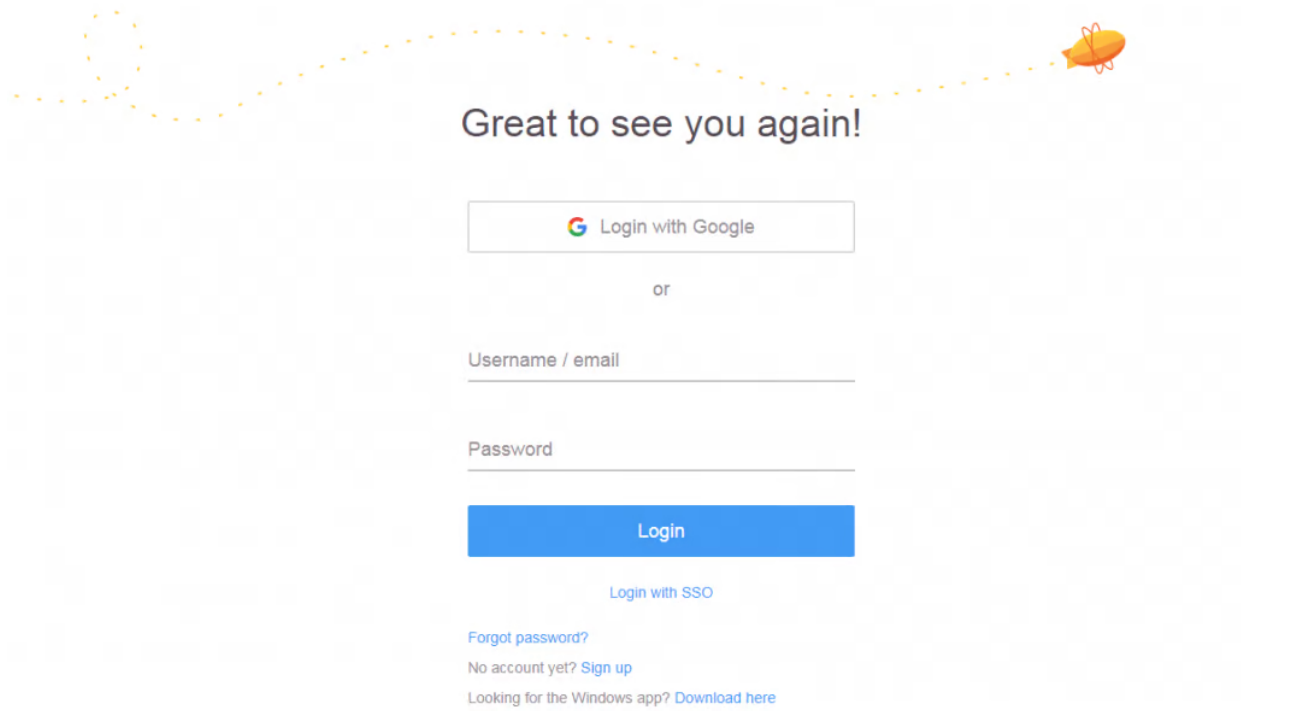 Great to see you again!
Login with Google
or
Username / email
Password
Login
Login with SSO
Forgot password?
No account yet? Sign up
Looking for the Windows app? Download here